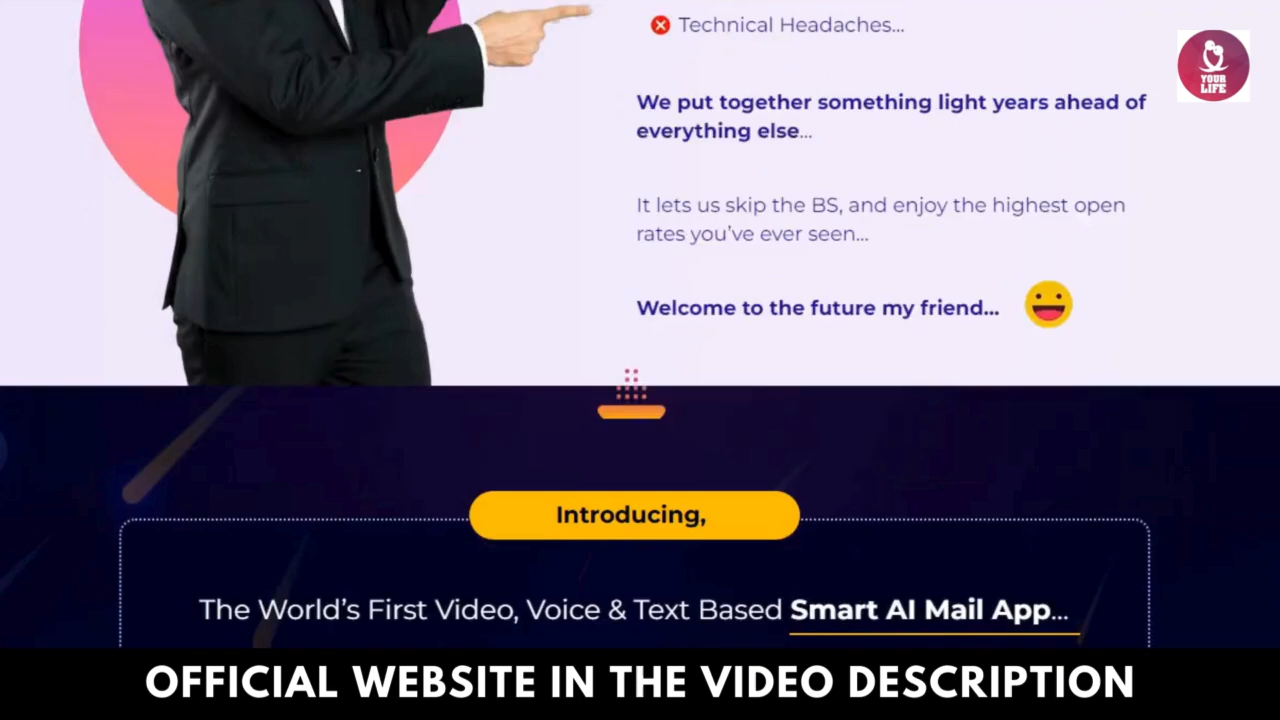 Technical Headaches...
YOUR
LIFE
We put together something light years ahead of
everything else...
It lets us skip the BS, and enjoy the highest open
rates you've ever seen...
Welcome to the future my friend...
Introducing,
The World's First Video, Voice & Text Based Smart AI Mail App...
OFFICIAL WEBSITE IN THE VIDEO DESCRIPTION